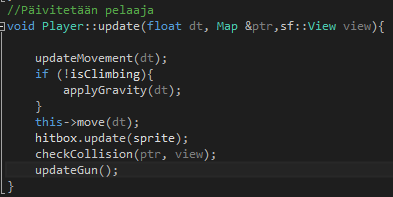 //Päivitetään pelaaja
void Player::update(float dt, Map &ptr,sf::View view){
updateMovement(dt);
if (!isClimbing){
applyGravity(dt);
}
this->move(dt);
hitbox.update(sprite);
checkCollision(ptr, view);
updateGun();
}